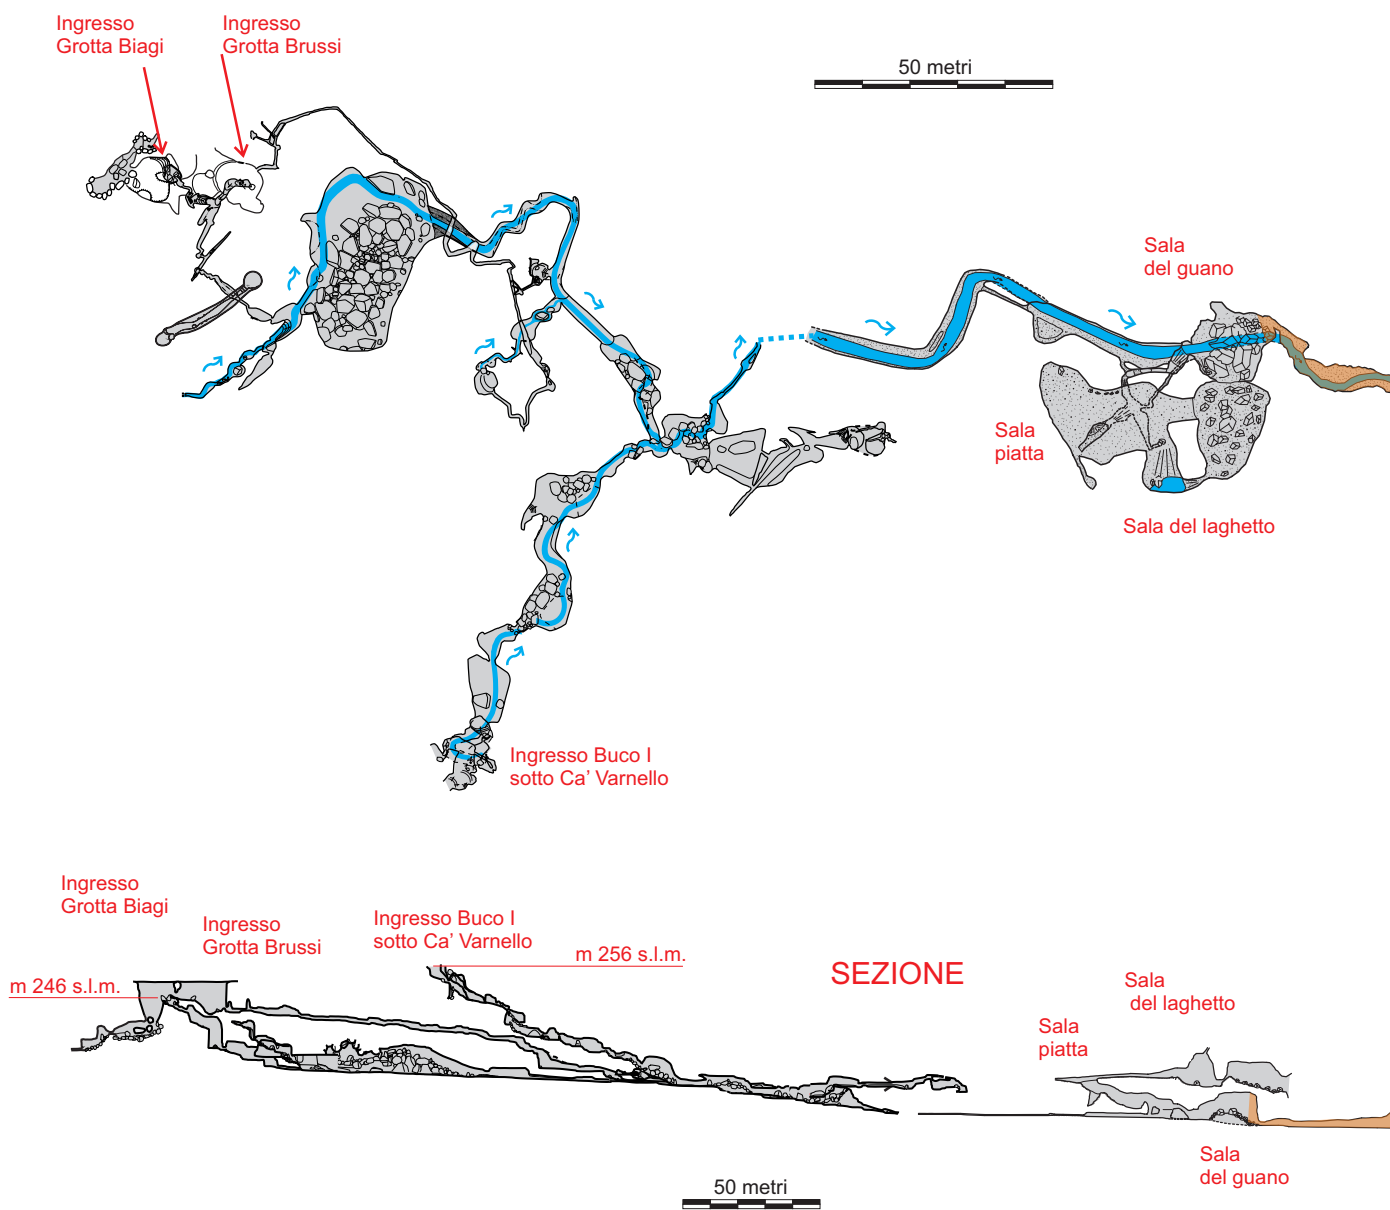 Ingresso
Grotta Biagi
Ingresso
Grotta Brussi
50 metri
Sala
del guano
Sala
piatta
Sala del laghetto
Ingresso Buco I
sotto Ca' Varnello
Ingresso
Grotta Biagi
Ingresso
Grotta Brussi
Ingresso Buco I
sotto Ca' Varnello
m 256 s.l.m.
m 246 s.l.m.
SEZIONE
Sala
del laghetto
Sala
piatta
Sala
del guano
50 metri